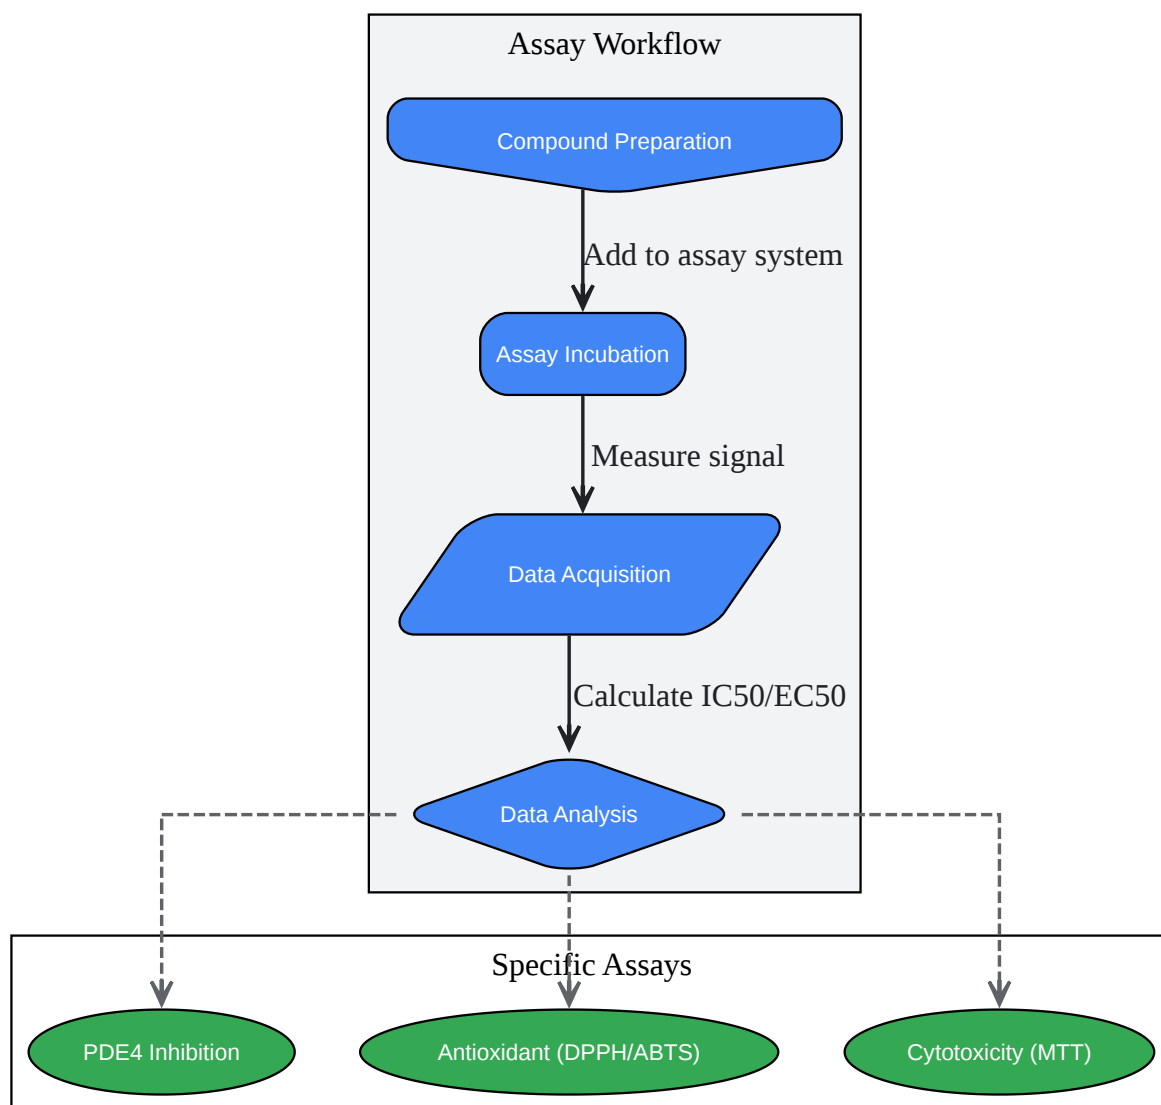 Assay Workflow
Compound Preparation
Add to assay system
Assay Incubation
Measure signal
Data Acquisition
Calculate IC50/EC50
Data Analysis
Specific Assays
PDE4 Inhibition
Antioxidant (DPPH/ABTS)
Cytotoxicity (MTT)